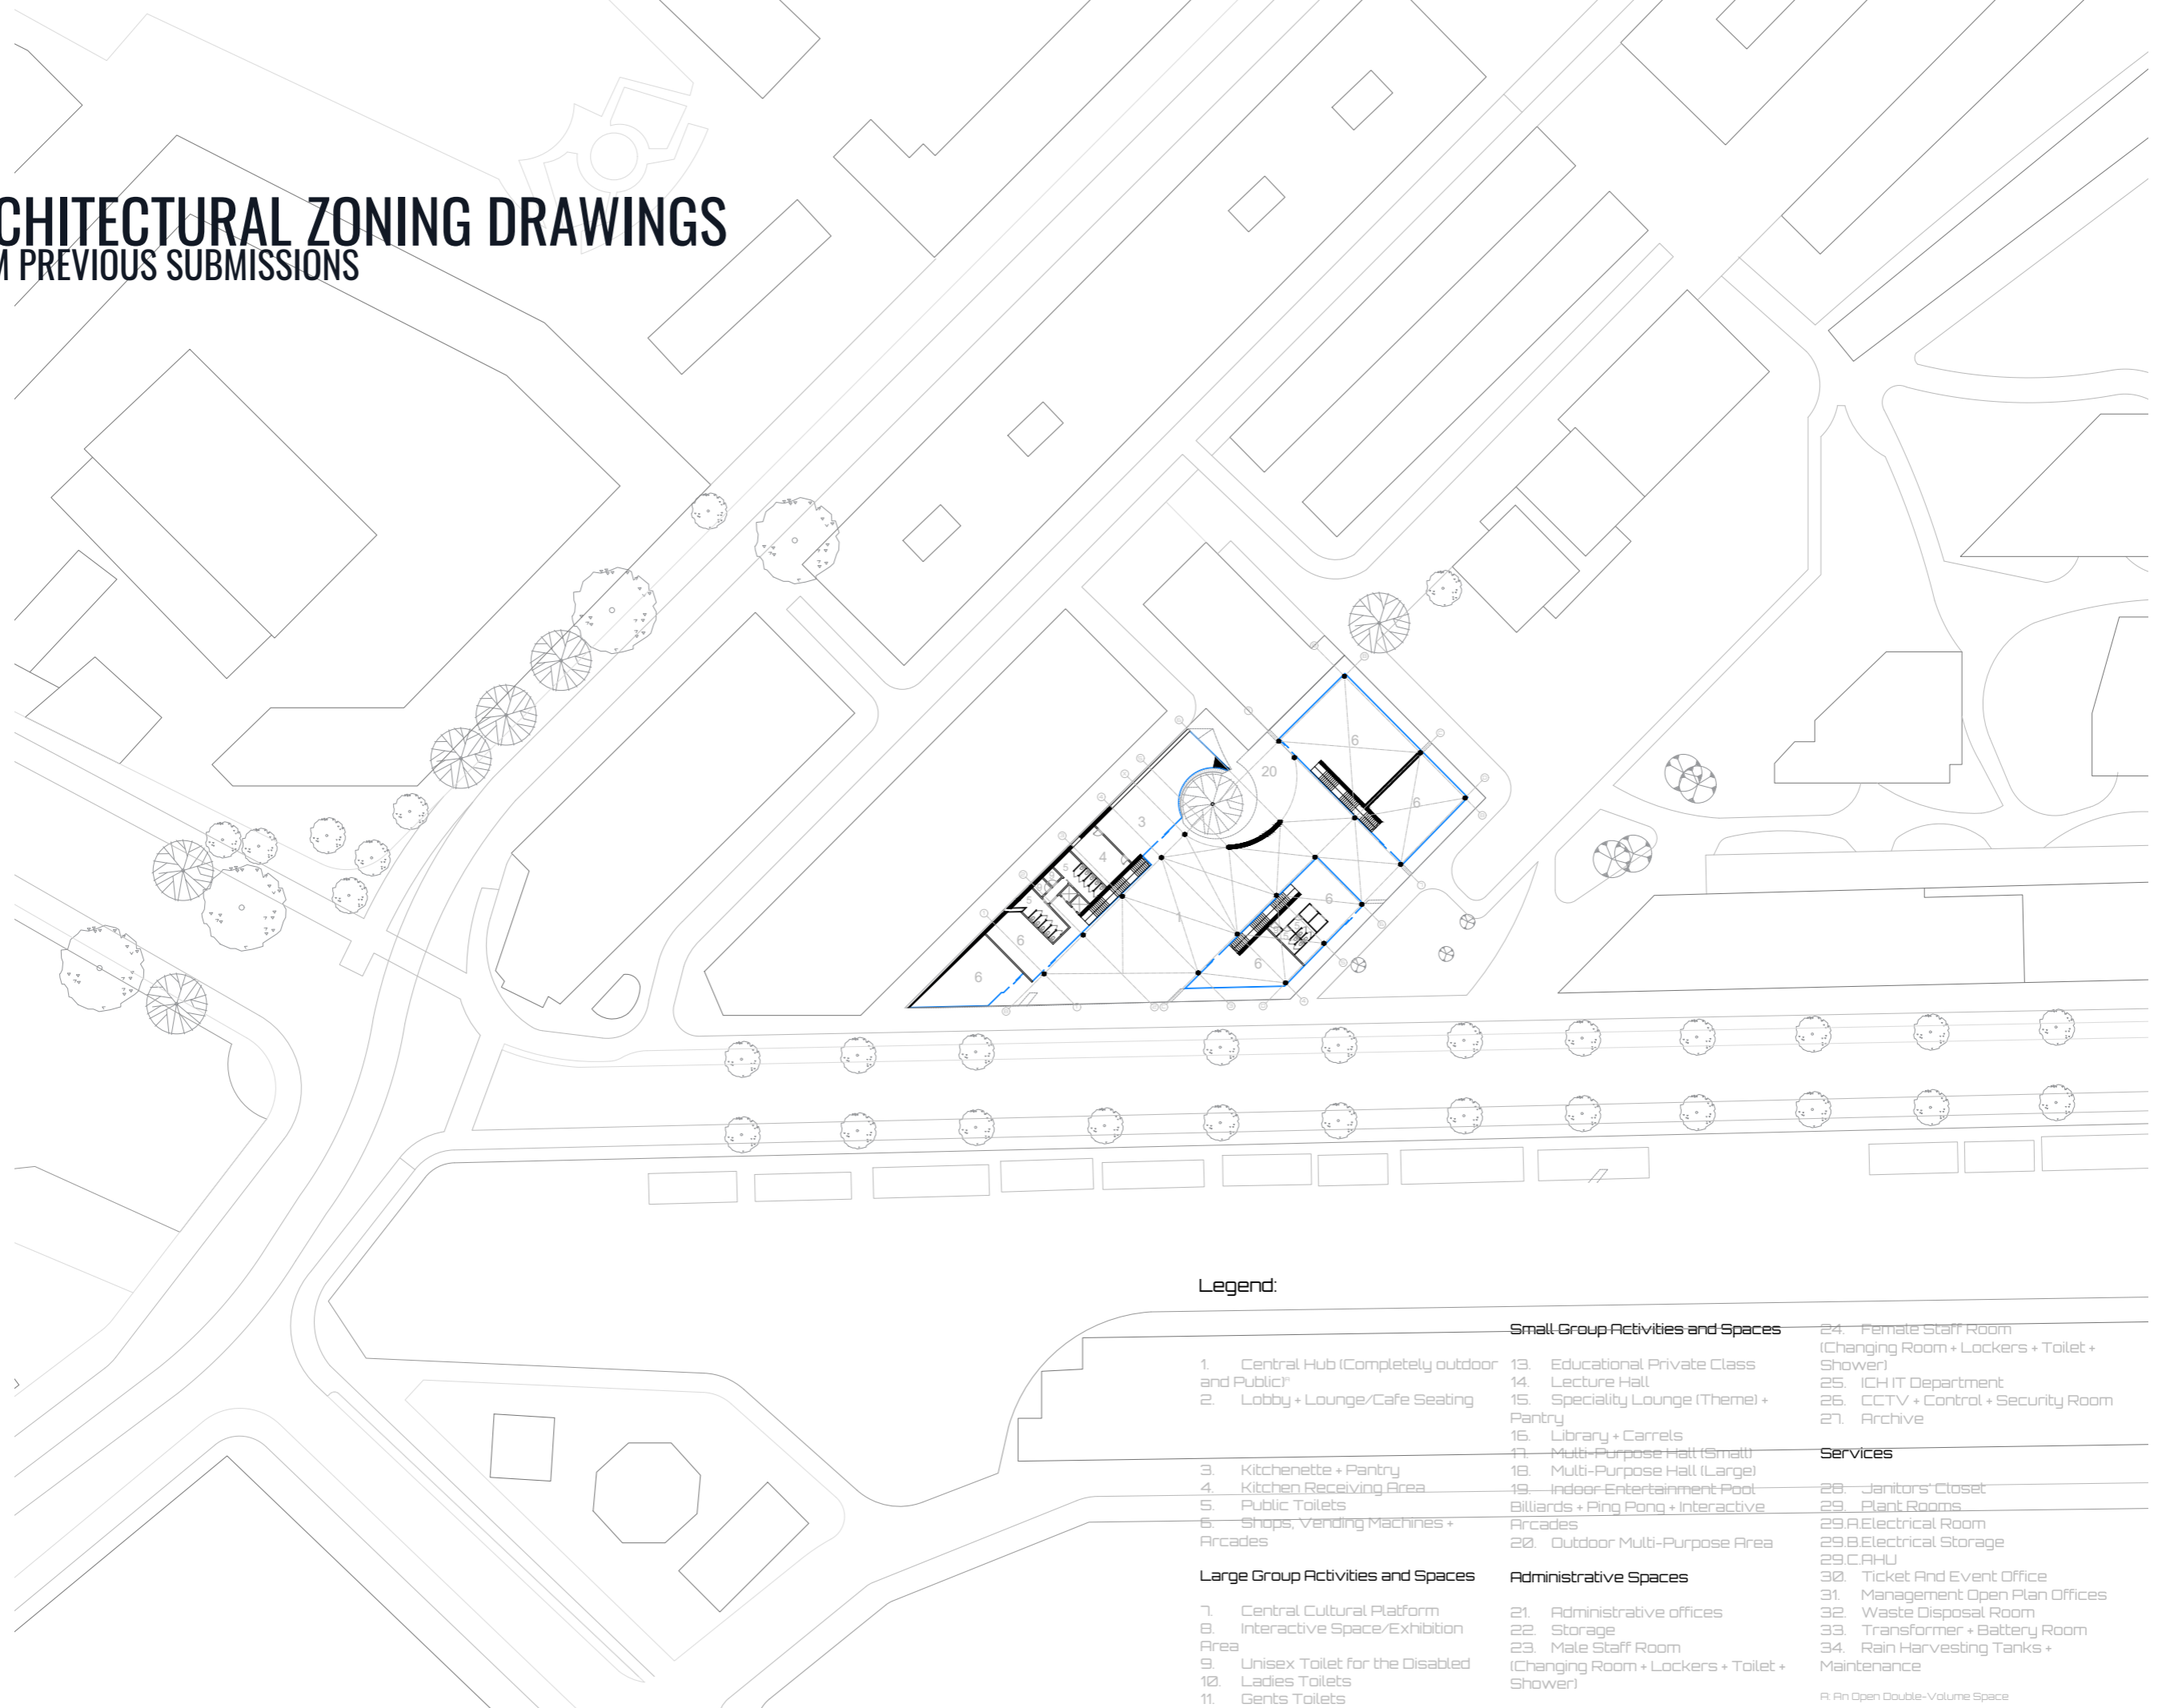 CHITECTURAL ZONING DRAWINGS
M PREVIOUS SUBMISSIONS
6
20
6
3
2
4
5
6
1
6
6
6
Legend:
1. Central Hub (Completely outdoor
and Public)
2. Lobby + Lounge/Cafe Seating
3. Kitchenette + Pantry
4. Kitchen Receiving Area
5. Public Toilets
6. Shops, Vending Machines +
Arcades
Large Group Activities and Spaces
7. Central Cultural Platform
8. Interactive Space/Exhibition
Area
9. Unisex Toilet for the Disabled
10. Ladies Toilets
11. Gents Toilets
Small Group Activities and Spaces
13. Educational Private Class
14. Lecture Hall
15. Speciality Lounge (Theme) +
Pantry
16. Library + Carrels
17. Multi-Purpose Hall (Small)
18. Multi-Purpose Hall (Large)
19. Indoor Entertainment Pool
Billiards + Ping Pong + Interactive
Arcades
20. Outdoor Multi-Purpose Area
Administrative Spaces
21. Administrative offices
22. Storage
23. Male Staff Room
(Changing Room + Lockers + Toilet +
Shower)
24. Female Staff Room
(Changing Room + Lockers + Toilet +
Shower)
25. ICH IT Department
26. CCTV + Control + Security Room
27. Archive
Services
28. Janitors' Closet
29. Plant Rooms
29.A.Electrical Room
29.B.Electrical Storage
29.C.AHU
30. Ticket And Event Office
31. Management Open Plan Offices
32. Waste Disposal Room
33. Transformer + Battery Room
34. Rain Harvesting Tanks +
Maintenance
A: An Open Double-Volume Space